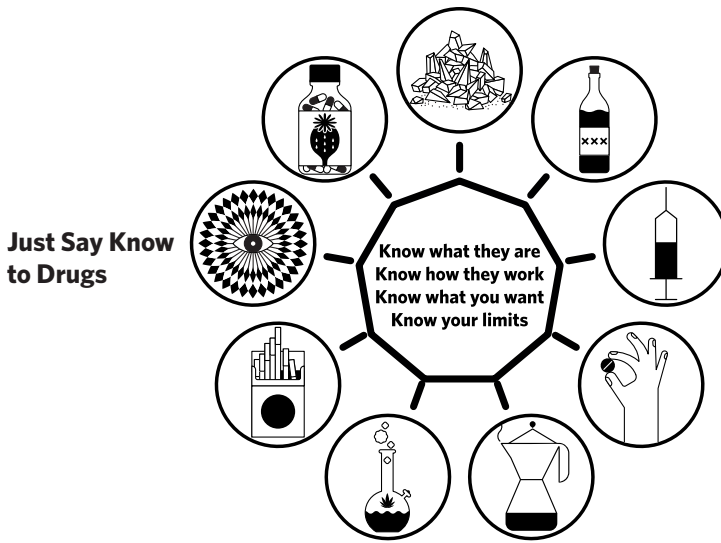 Just Say Know
to Drugs
Know what they are
Know how they work
Know what you want
Know your limits
xxx